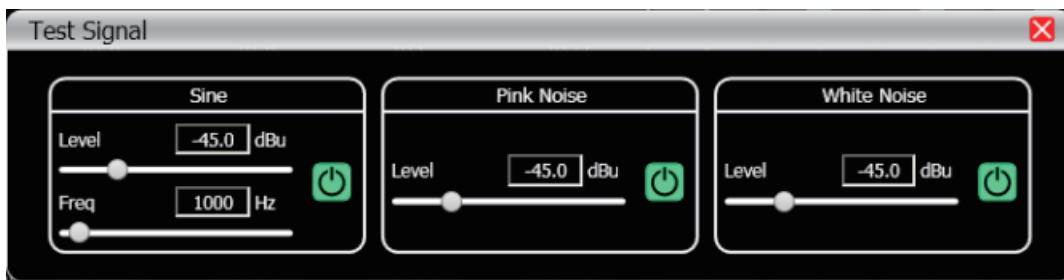 Test Signal
Sine
Level -45.0 dBu
Freq 1000 Hz
Pink Noise
Level -45.0 dBu
White Noise
Level -45.0 dBu